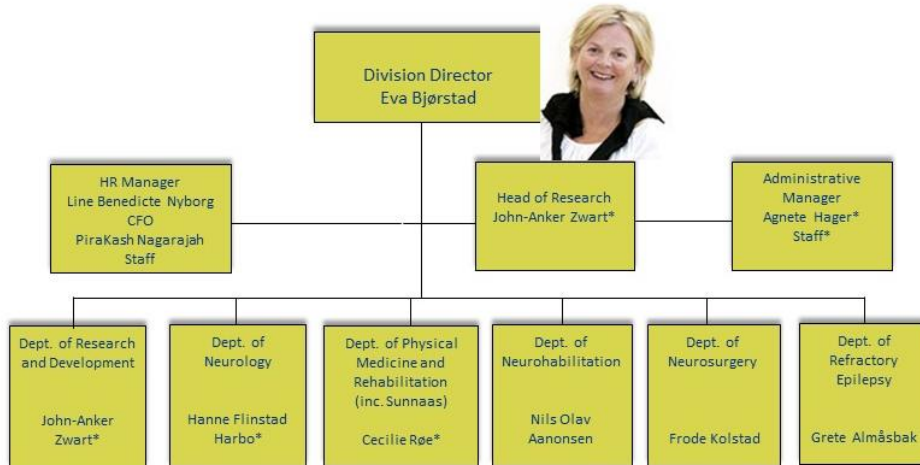 Division Director
Eva Bjørstad
HR Manager
Line Benedicte Nyborg
CFO
PiraKash Nagarajah
Staff
Head of Research
John-Anker Zwart*
Administrative
Manager
Agnete Hager*
Staff*
Dept. of Research
and Development
John-Anker
Zwart*
Dept. of
Neurology
Hanne Flinstad
Harbo*
Dept. of Physical
Medicine and
Rehabilitation
(inc. Sunnaas)
Cecilie Røe*
Dept. of
Neurohabilitation
Nils Olav
Aanonsen
Dept. of
Neurosurgery
Frode Kolstad
Dept. of
Refractory
Epilepsy
Grete Almåsbak